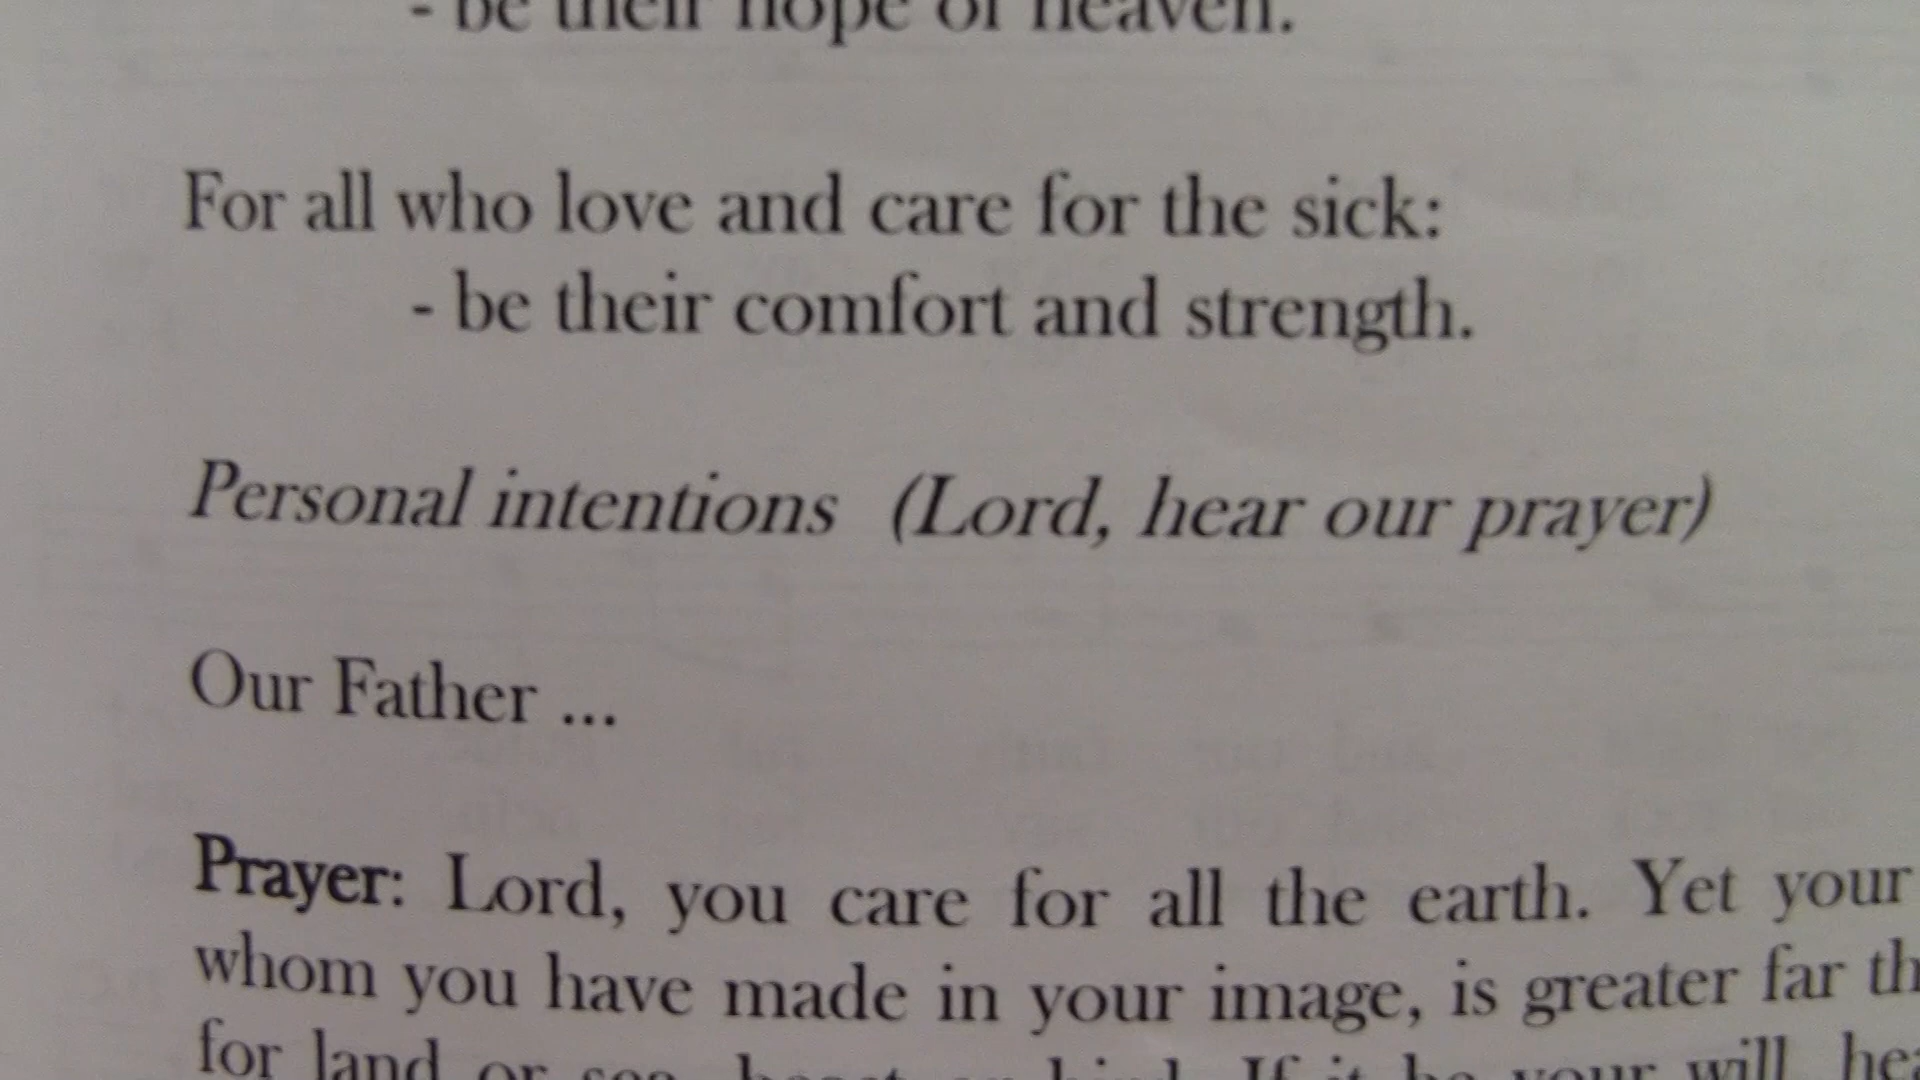 - be their hope of heaven.
For all who love and care for the sick:
- be their comfort and strength.
Personal intentions (Lord, hear our prayer)
Our Father ...
Prayer: Lord, you care for all the earth. Yet your
whom you have made in your image, is greater far
for land or sea, beast or bird. If it be your will,